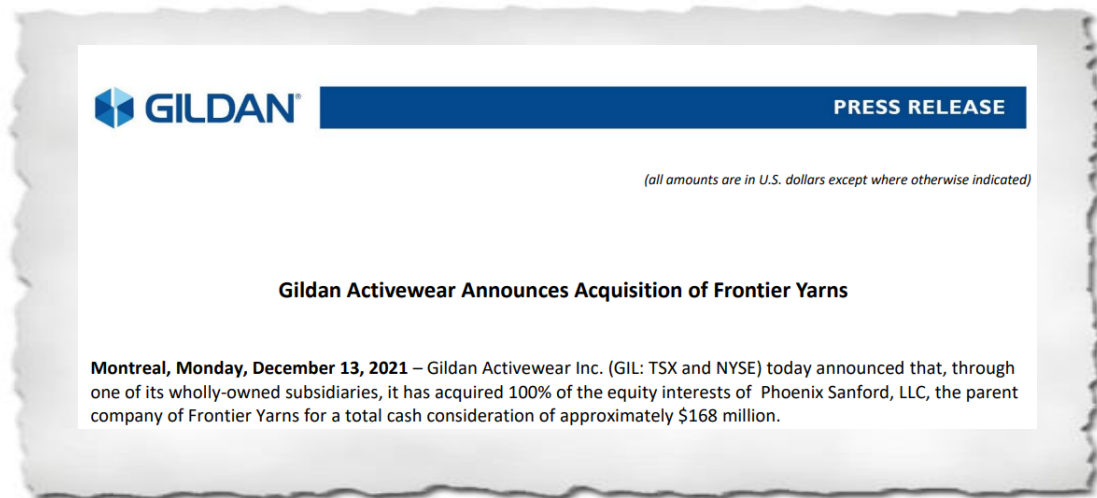 GILDAN®
PRESS RELEASE
(all amounts are in U.S. dollars except where otherwise indicated)
Gildan Activewear Announces Acquisition of Frontier Yarns
Montreal, Monday, December 13, 2021 – Gildan Activewear Inc. (GIL: TSX and NYSE) today announced that, through
one of its wholly-owned subsidiaries, it has acquired 100% of the equity interests of  Phoenix Sanford, LLC, the parent
company of Frontier Yarns for a total cash consideration of approximately $168 million.